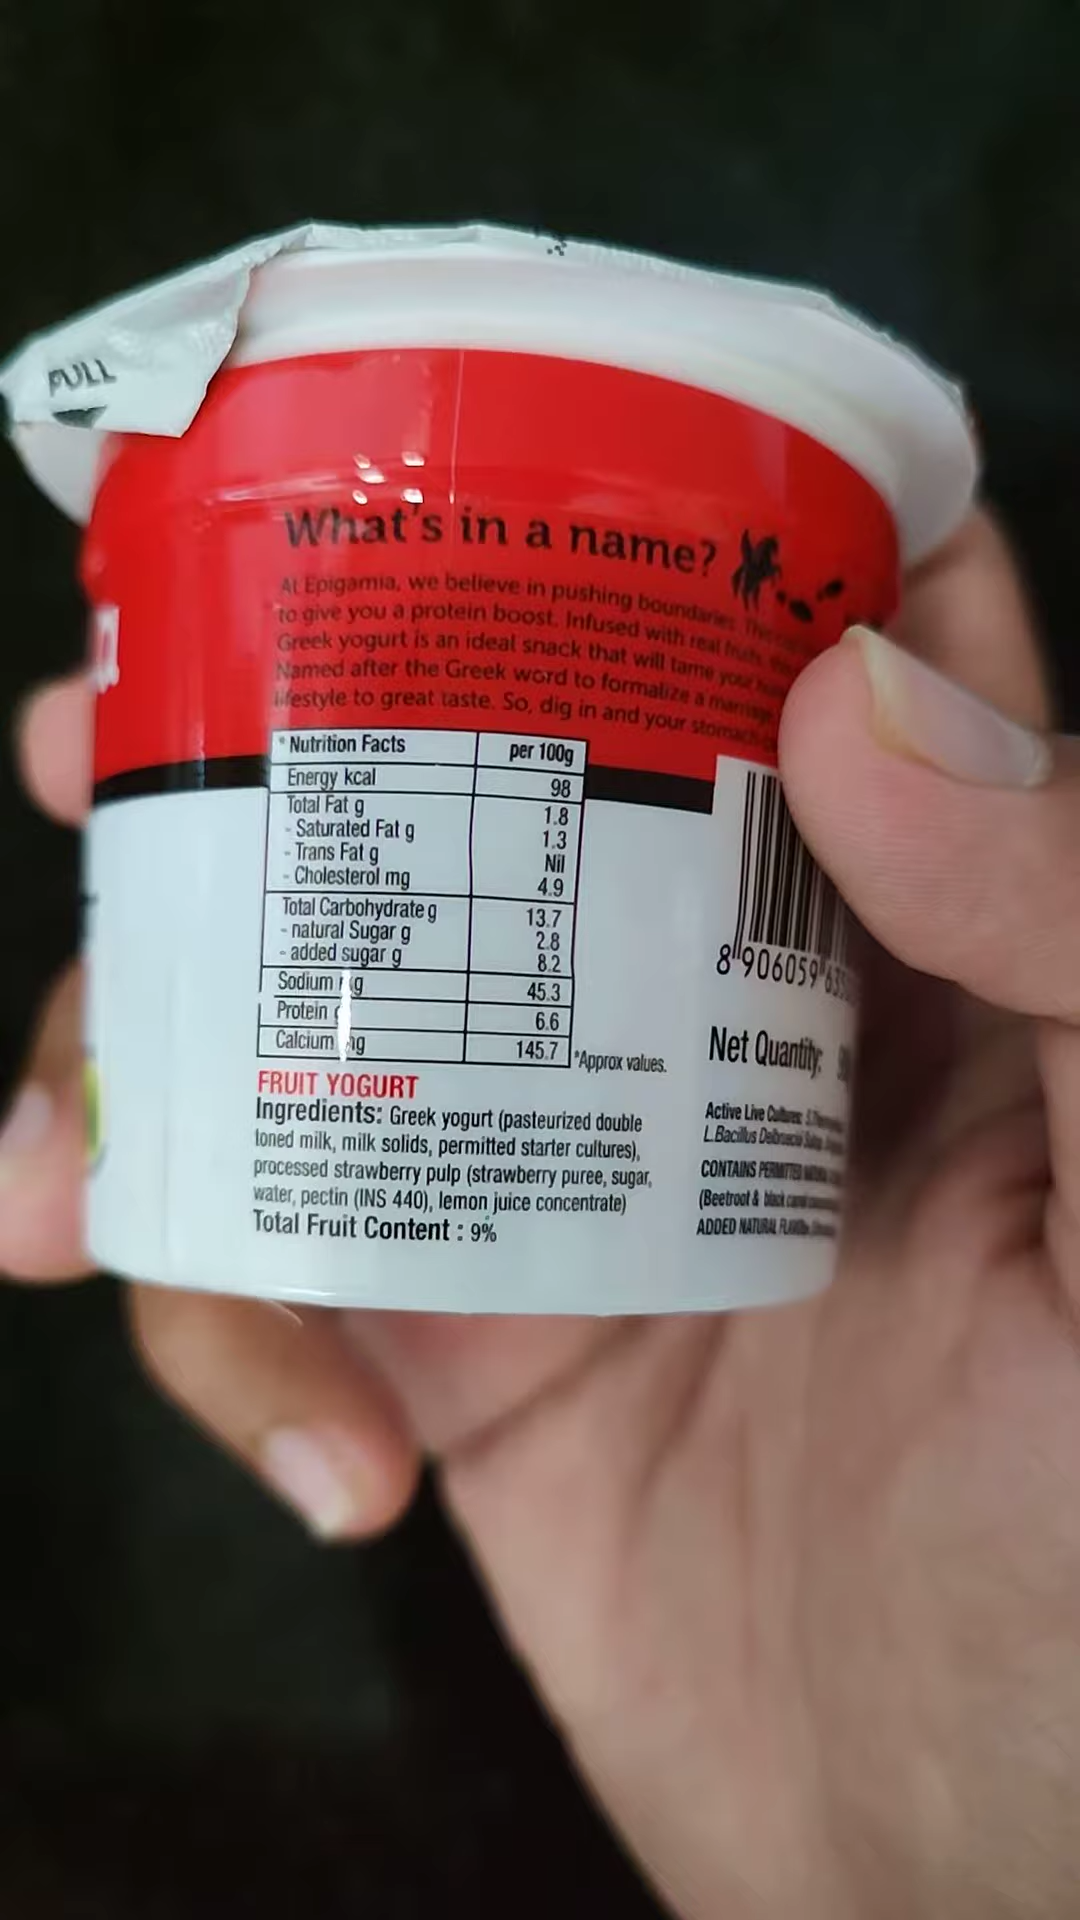 PULL
What's in a name?
At Epigamia, we believe in pushing boundaries. This
to give you a protein boost. Infused with real fruits, this
Greek yogurt is an ideal snack that will tame your
Named after the Greek word to formalize a marriage,
lifestyle to great taste. So, dig in and your stomach
* Nutrition Facts per 100g
Energy kcal 98
Total Fat g 1.8
- Saturated Fat g 1.3
- Trans Fat g Nil
- Cholesterol mg 4.9
Total Carbohydrate g 13.7
- natural Sugar g 2.8
- added sugar g 8.2
Sodium 45.3
Protein 6.6
Calcium 145.7
*Approx values.
8 906059
Net Quantity:
FRUIT YOGURT
Ingredients: Greek yogurt (pasteurized double
toned milk, milk solids, permitted starter cultures),
processed strawberry pulp (strawberry puree, sugar,
water, pectin (INS 440), lemon juice concentrate)
Total Fruit Content : 9%
Active Live Cultures:
L.Bacillus
CONTAINS PERMITTED
(Beetroot & black
ADDED NATURAL